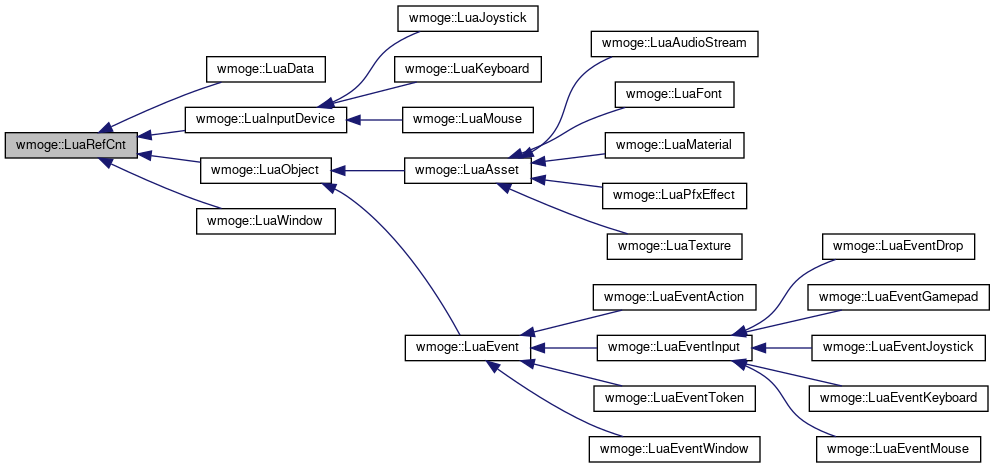 wmoge::LuaJoystick
wmoge::LuaAudioStream
wmoge::LuaData
wmoge::LuaKeyboard
wmoge::LuaFont
wmoge::LuaInputDevice
wmoge::LuaMouse
wmoge::LuaRefCnt
wmoge::LuaMaterial
wmoge::LuaObject
wmoge::LuaAsset
wmoge::LuaPfxEffect
wmoge::LuaWindow
wmoge::LuaTexture
wmoge::LuaEventDrop
wmoge::LuaEventAction
wmoge::LuaEventGamepad
wmoge::LuaEvent
wmoge::LuaEventInput
wmoge::LuaEventJoystick
wmoge::LuaEventToken
wmoge::LuaEventKeyboard
wmoge::LuaEventWindow
wmoge::LuaEventMouse